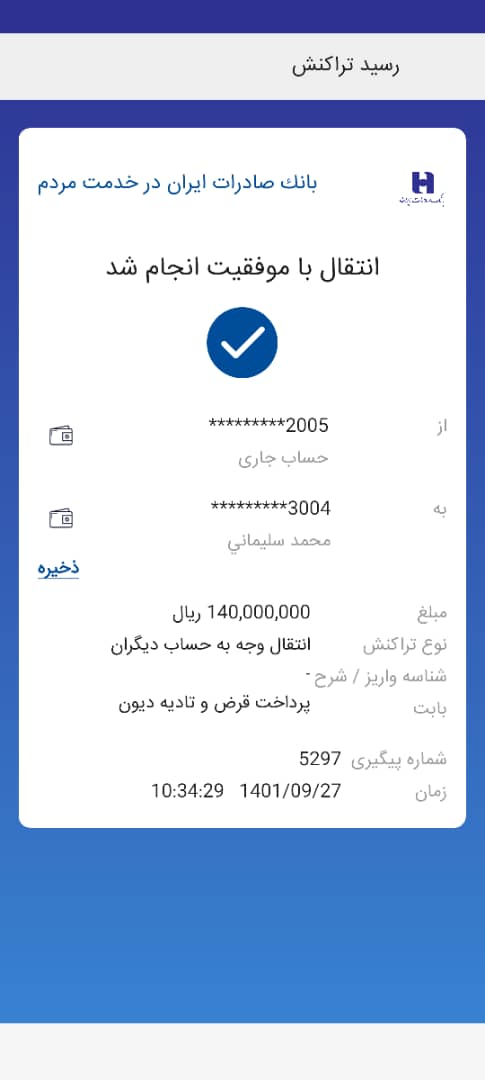 رسید تراکنش
بانك صادرات ایران در خدمت مردم
بانک صادرات ایران
انتقال با موفقیت انجام شد
از 2005*********
حساب جاری
به 3004*********
محمد سليماني
ذخیره
مبلغ 140,000,000 ریال
نوع تراکنش انتقال وجه به حساب دیگران
شناسه واریز / شرح -
بابت پرداخت قرض و تادیه دیون
شماره پیگیری 5297
زمان 1401/09/27 10:34:29